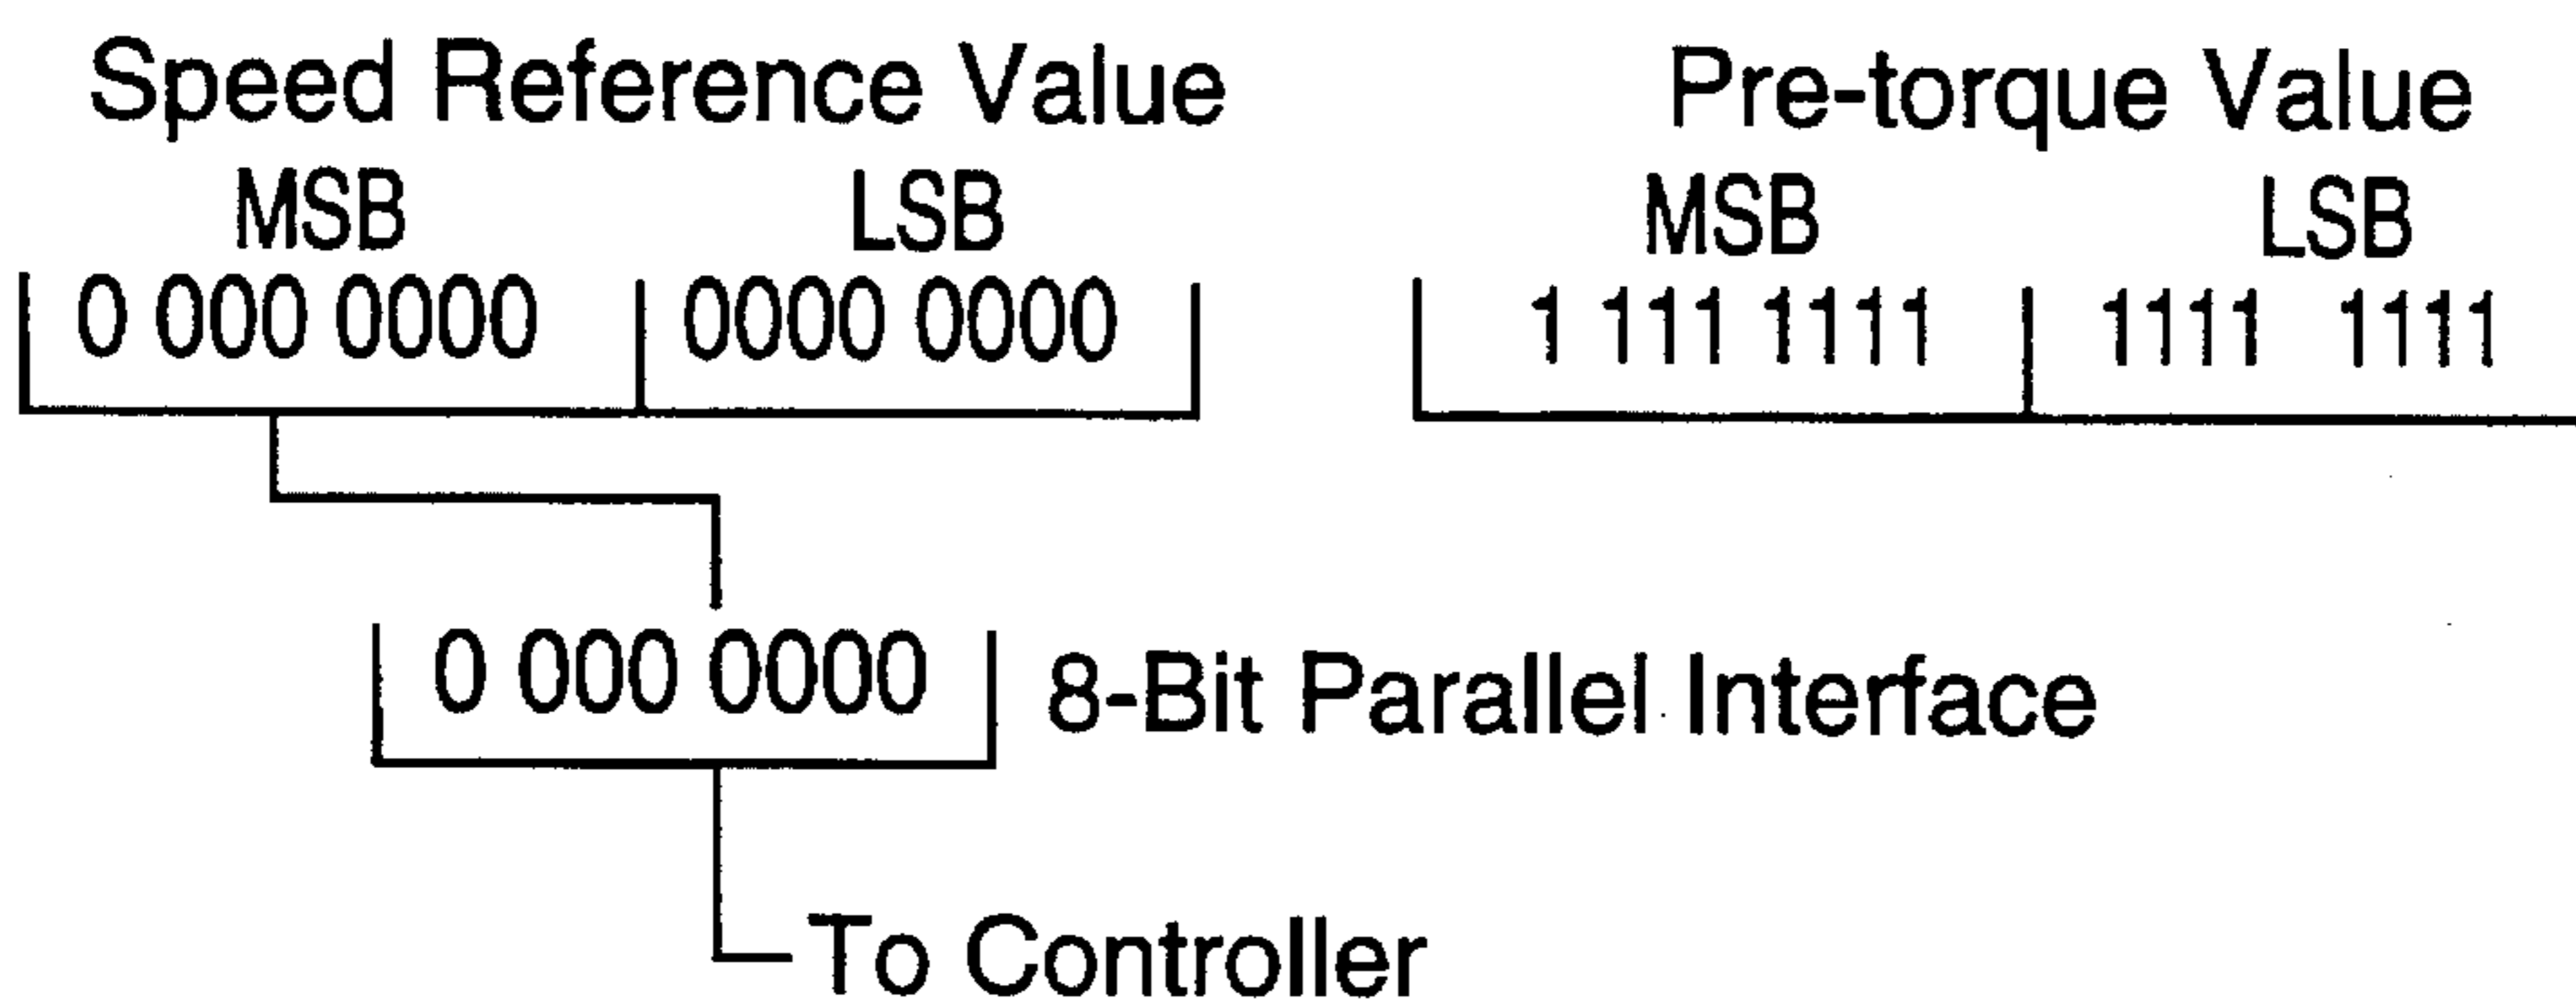 Speed Reference Value Pre-torque Value
MSB LSB MSB LSB
0 000 0000 0000 0000 1 111 1111 1111 1111
0 000 0000 8-Bit Parallel Interface
To Controller